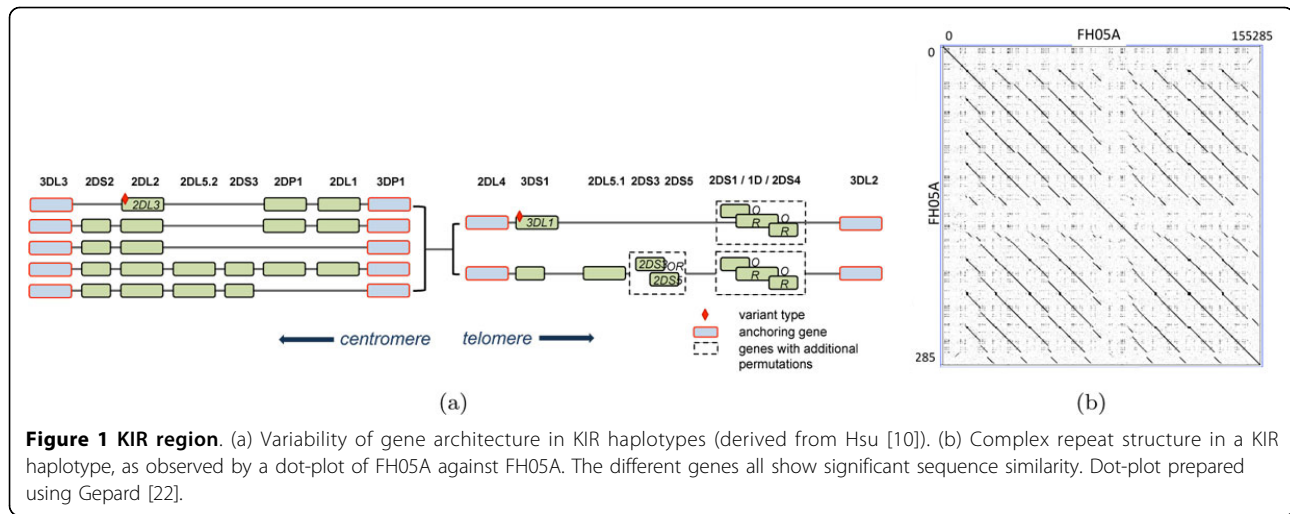 3DL3 2DS2 2DL2 2DL5.2 2DS3 2DP1 2DL1 3DP1
2DL3
2DL4 3DS1 2DL5.1 2DS3 2DS5 2DS1 / 1D / 2DS4 3DL2
3DL1
O
R
O
R
2DS3
OR
2DS5
O
R
O
R
centromere telomere
variant type
anchoring gene
genes with additional
permutations
(a)
0 FH05A 155285
0
FH05A
285
(b)
Figure 1 KIR region. (a) Variability of gene architecture in KIR haplotypes (derived from Hsu [10]). (b) Complex repeat structure in a KIR
haplotype, as observed by a dot-plot of FH05A against FH05A. The different genes all show significant sequence similarity. Dot-plot prepared
using Gepard [22].